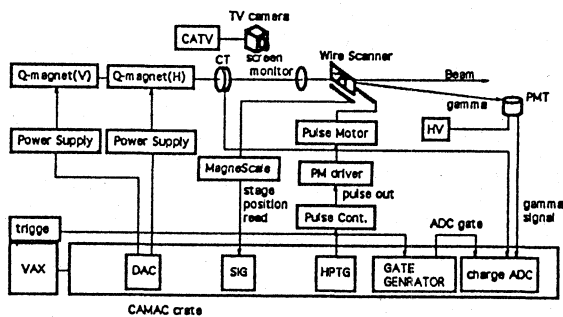 TV camera
CATV
screen
monitor
Wire Scanner
CT
Q-magnet(V)
Q-magnet(H)
Beam
gamma
PMT
HV
Power Supply
Power Supply
Pulse Motor
MagneScale
PM driver
stage
position
read
pulse out
Pulse Cont.
ADC gate
gamma
signal
trigge
VAX
DAC
SIG
HPTG
GATE
GENRATOR
charge ADC
CAMAC crate